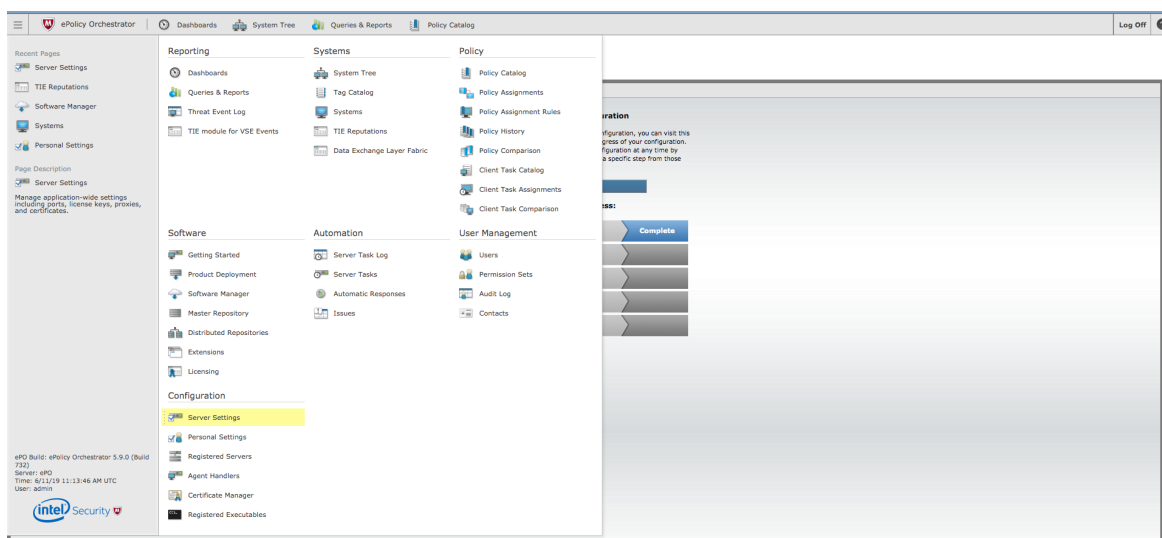 ePolicy Orchestrator
Dashboards
System Tree
Queries & Reports
Policy Catalog
Log Off
Recent Pages
Server Settings
TIE Reputations
Software Manager
Systems
Personal Settings
Page Description
Server Settings
Manage application-wide settings
including ports, license keys, proxies,
and certificates.
ePO Build: ePolicy Orchestrator 5.9.0 (Build
732)
Server: ePO
Time: 6/11/19 11:13:46 AM UTC
User: admin
intel Security
Reporting
Dashboards
Queries & Reports
Threat Event Log
TIE module for VSE Events
Systems
System Tree
Tag Catalog
Systems
TIE Reputations
Data Exchange Layer Fabric
Policy
Policy Catalog
Policy Assignments
Policy Assignment Rules
Policy History
Policy Comparison
Client Task Catalog
Client Task Assignments
Client Task Comparison
Software
Getting Started
Product Deployment
Software Manager
Master Repository
Distributed Repositories
Extensions
Licensing
Automation
Server Task Log
Server Tasks
Automatic Responses
Issues
User Management
Users
Permission Sets
Audit Log
Contacts
Configuration
Server Settings
Personal Settings
Registered Servers
Agent Handlers
Certificate Manager
Registered Executables
uration
nfiguration, you can visit this
gress of your configuration.
figuration at any time by
a specific step from those
ess:
Complete